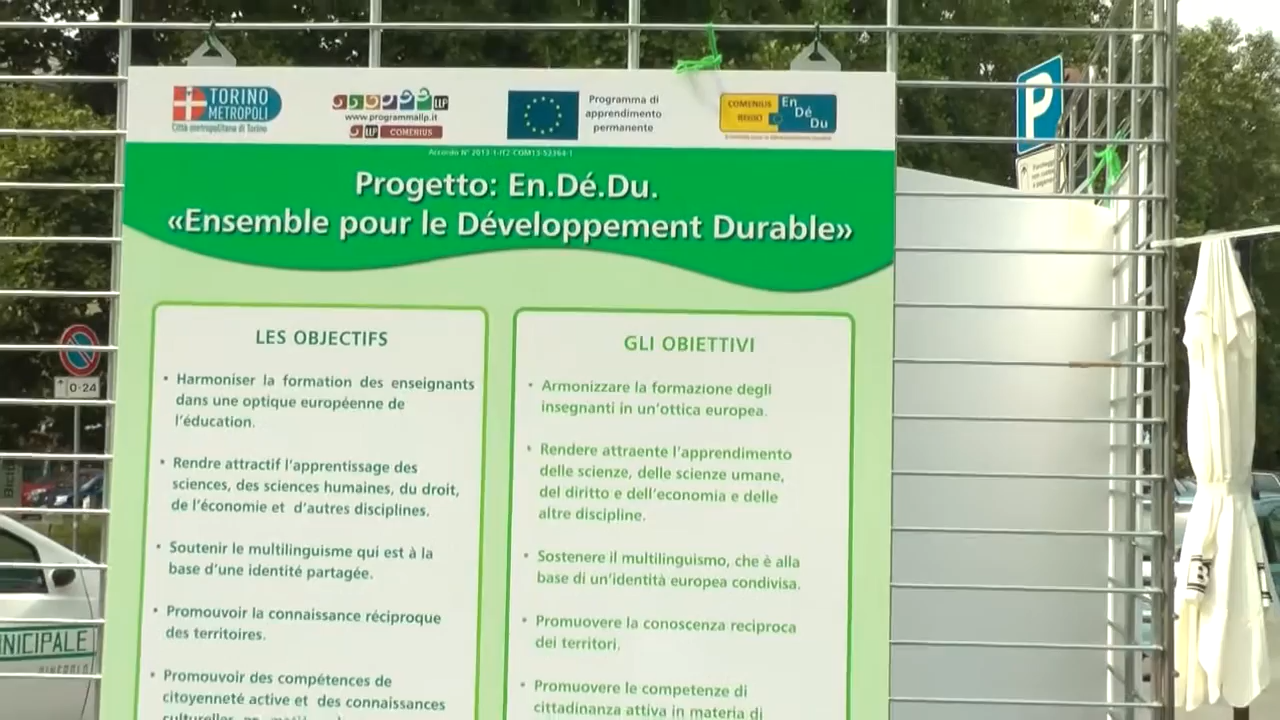 TORINO
METROPOLI
Città metropolitana di Torino
LLP
www.programmallp.it
LLP COMENIUS
Programma di
apprendimento
permanente
COMENIUS
REGIO
En
Dé
Du
Progetto: En.Dé.Du.
«Ensemble pour le Développement Durable»
LES OBJECTIFS
• Harmoniser la formation des enseignants
dans une optique européenne de
l'éducation.
• Rendre attractif l'apprentissage des
sciences, des sciences humaines, du droit,
de l'économie et d'autres disciplines.
• Soutenir le multilinguisme qui est à la
base d'une identité partagée.
• Promouvoir la connaissance réciproque
des territoires.
• Promouvoir des compétences de
citoyenneté active et des connaissances
GLI OBIETTIVI
• Armonizzare la formazione degli
insegnanti in un'ottica europea.
• Rendere attraente l'apprendimento
delle scienze, delle scienze umane,
del diritto e dell'economia e delle
altre discipline.
• Sostenere il multilinguismo, che è alla
base di un'identità europea condivisa.
• Promuovere la conoscenza reciproca
dei territori.
• Promuovere le competenze di
cittadinanza attiva in materia di
P
0-24
NICIPALE